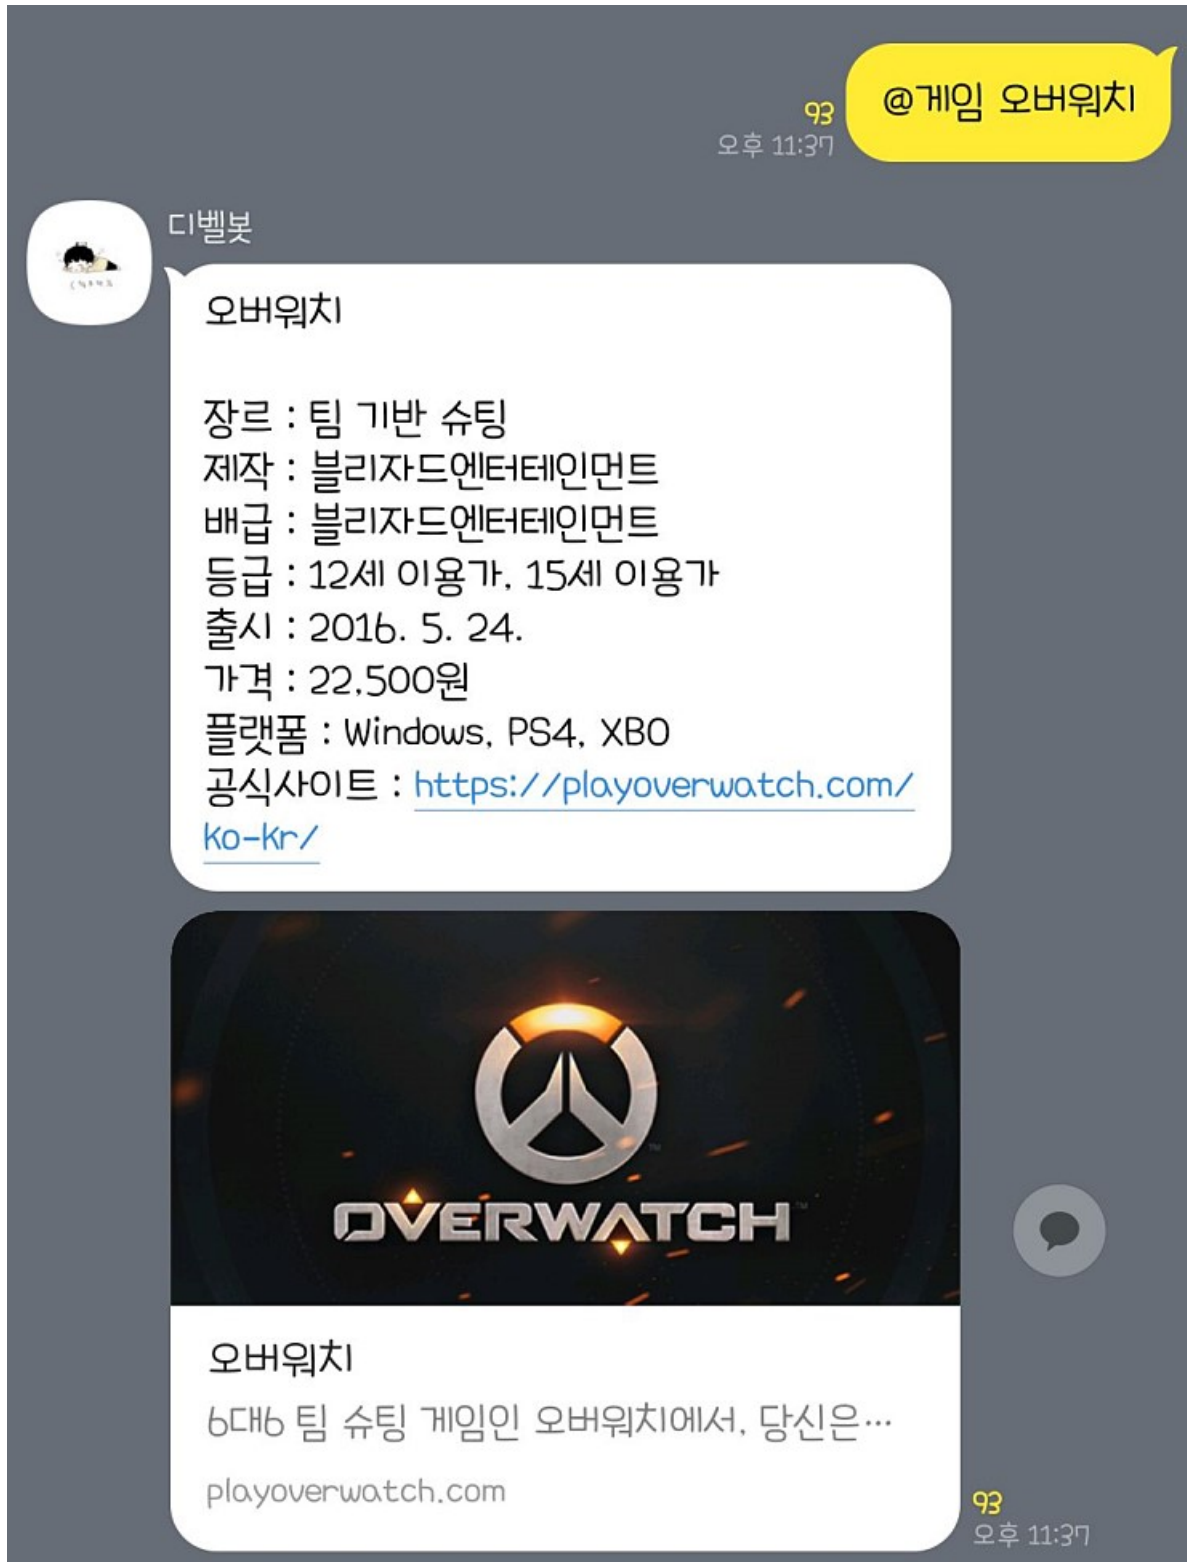 @게임 오버워치
93
오후 11:37
디벨봇
오버워치
장르 : 팀 기반 슈팅
제작 : 블리자드엔터테인먼트
배급 : 블리자드엔터테인먼트
등급 : 12세 이용가, 15세 이용가
출시 : 2016. 5. 24.
가격 : 22,500원
플랫폼 : Windows, PS4, XBO
공식사이트 : https://playoverwatch.com/
ko-kr/
OVERWATCH
오버워치
6대6 팀 슈팅 게임인 오버워치에서, 당신은…
playoverwatch.com
93
오후 11:37